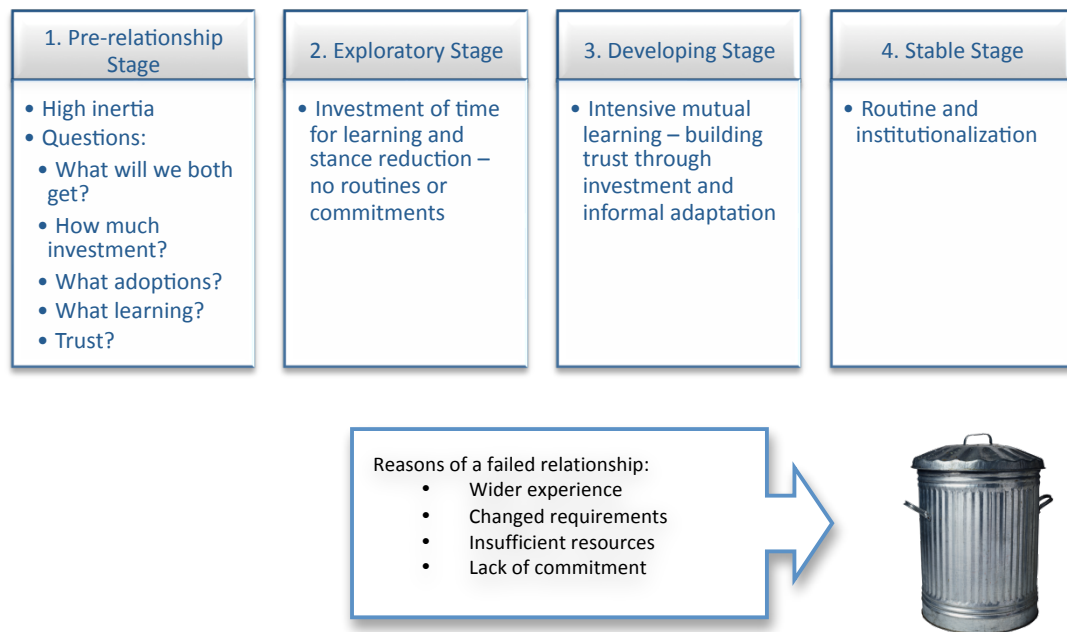 1. Pre-relationship
Stage
• High inertia
• Questions:
• What will we both
get?
• How much
investment?
• What adoptions?
• What learning?
• Trust?
2. Exploratory Stage
• Investment of time
for learning and
stance reduction –
no routines or
commitments
3. Developing Stage
• Intensive mutual
learning – building
trust through
investment and
informal adaptation
4. Stable Stage
• Routine and
institutionalization
Reasons of a failed relationship:
• Wider experience
• Changed requirements
• Insufficient resources
• Lack of commitment